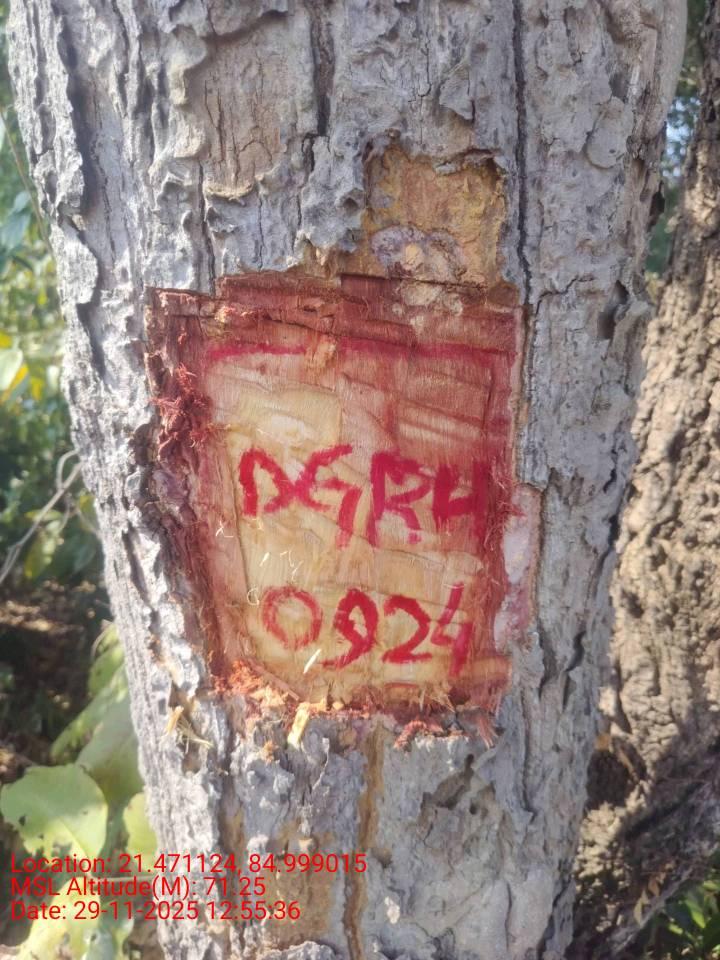 DGRH
0924
Location: 21.471124, 84.999015
MSL Altitude(M): 71.25
Date: 29-11-2025 12:55:36